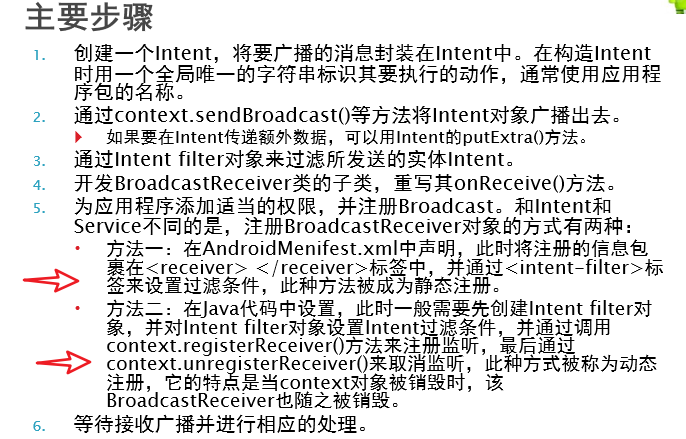 主要步骤
1. 创建一个Intent，将要广播的消息封装在Intent中。在构造Intent
时用一个全局唯一的字符串标识其要执行的动作，通常使用应用程
序包的名称。
2. 通过context.sendBroadcast()等方法将Intent对象广播出去。
如果要在Intent传递额外数据，可以用Intent的putExtra()方法。
3. 通过Intent filter对象来过滤所发送的实体Intent。
4. 开发BroadcastReceiver类的子类，重写其onReceive()方法。
5. 为应用程序添加适当的权限，并注册Broadcast。和Intent和
Service不同的是，注册BroadcastReceiver对象的方式有两种：
• 方法一：在AndroidMenifest.xml中声明，此时将注册的信息包
裹在<receiver> </receiver>标签中，并通过<intent-filter>标
签来设置过滤条件，此种方法被成为静态注册。
• 方法二：在Java代码中设置，此时一般需要先创建Intent filter对
象，并对Intent filter对象设置Intent过滤条件，并通过调用
context.registerReceiver()方法来注册监听，最后通过
context.unregisterReceiver()来取消监听，此种方式被称为动态
注册，它的特点是当context对象被销毁时，该
BroadcastReceiver也随之被销毁。
6. 等待接收广播并进行相应的处理。